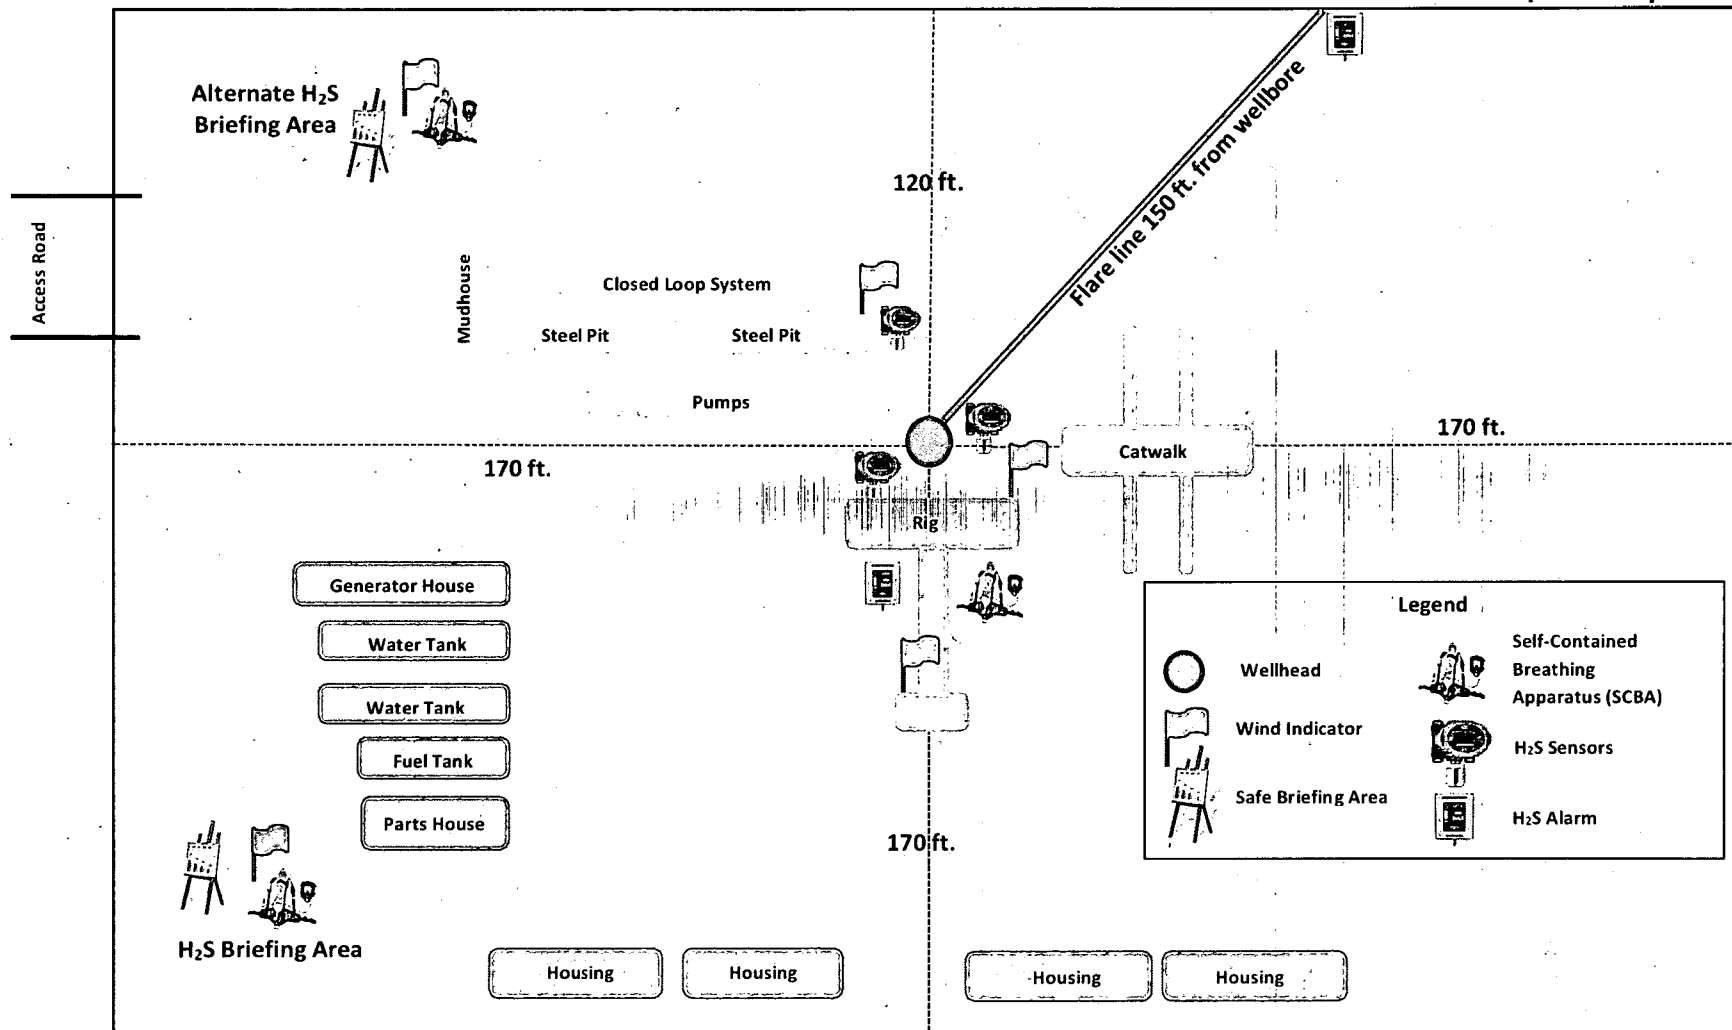 Alternate H₂S
Briefing Area
120 ft.
Flare line 150 ft. from wellbore
Access Road
Mudhouse
Closed Loop System
Steel Pit
Steel Pit
Pumps
170 ft.
170 ft.
Catwalk
Rig
Generator House
Water Tank
Water Tank
Fuel Tank
Parts House
170 ft.
H₂S Briefing Area
Housing
Housing
Housing
Housing
Legend
Wellhead
Wind Indicator
Safe Briefing Area
Self-Contained
Breathing
Apparatus (SCBA)
H₂S Sensors
H₂S Alarm